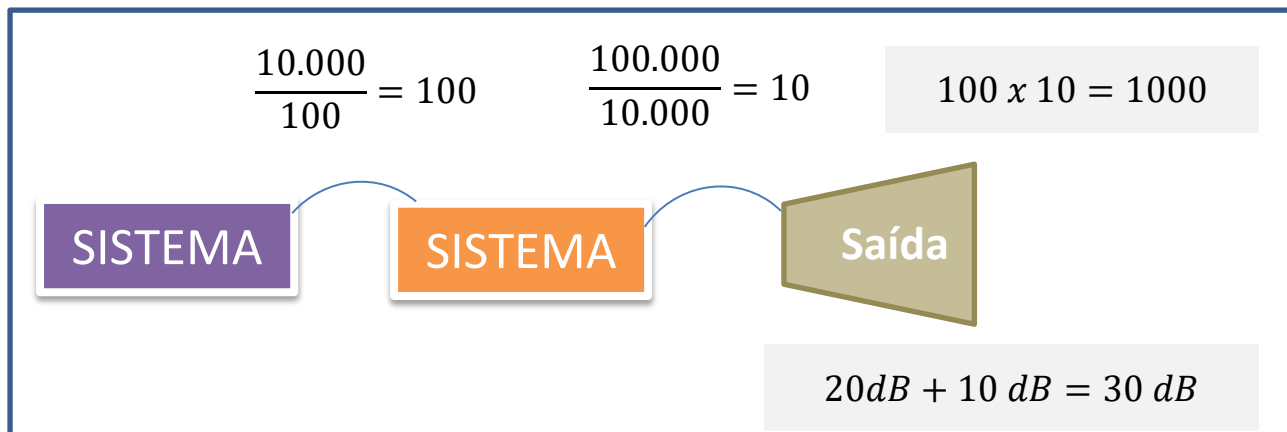 10.000/100 = 100
100.000/10.000 = 10
100 x 10 = 1000
SISTEMA
SISTEMA
Saída
20dB + 10 dB = 30 dB